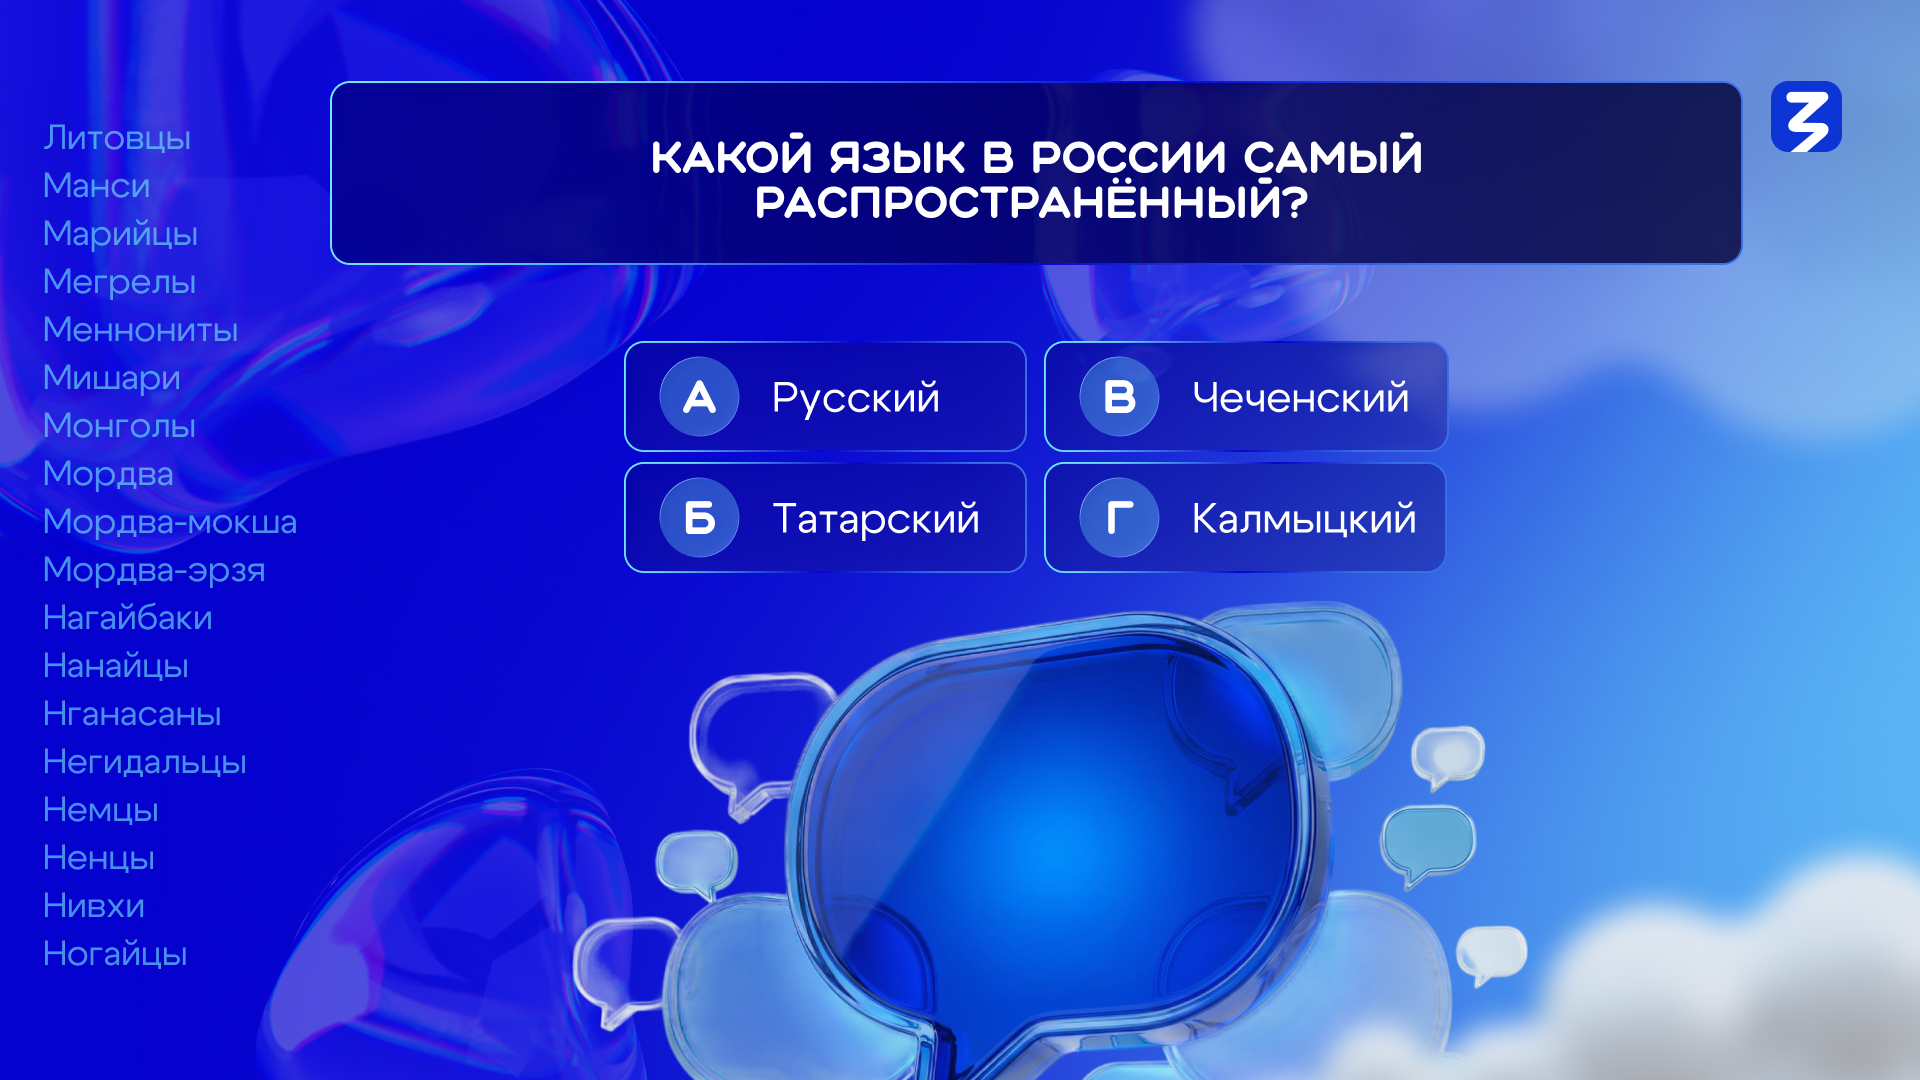 КАКОЙ ЯЗЫК В РОССИИ САМЫЙ
РАСПРОСТРАНЁННЫЙ?
А Русский
В Чеченский
Б Татарский
Г Калмыцкий
Литовцы
Манси
Марийцы
Мегрелы
Меннониты
Мишари
Монголы
Мордва
Мордва-мокша
Мордва-эрзя
Нагайбаки
Нанайцы
Нганасаны
Негидальцы
Немцы
Ненцы
Нивхи
Ногайцы